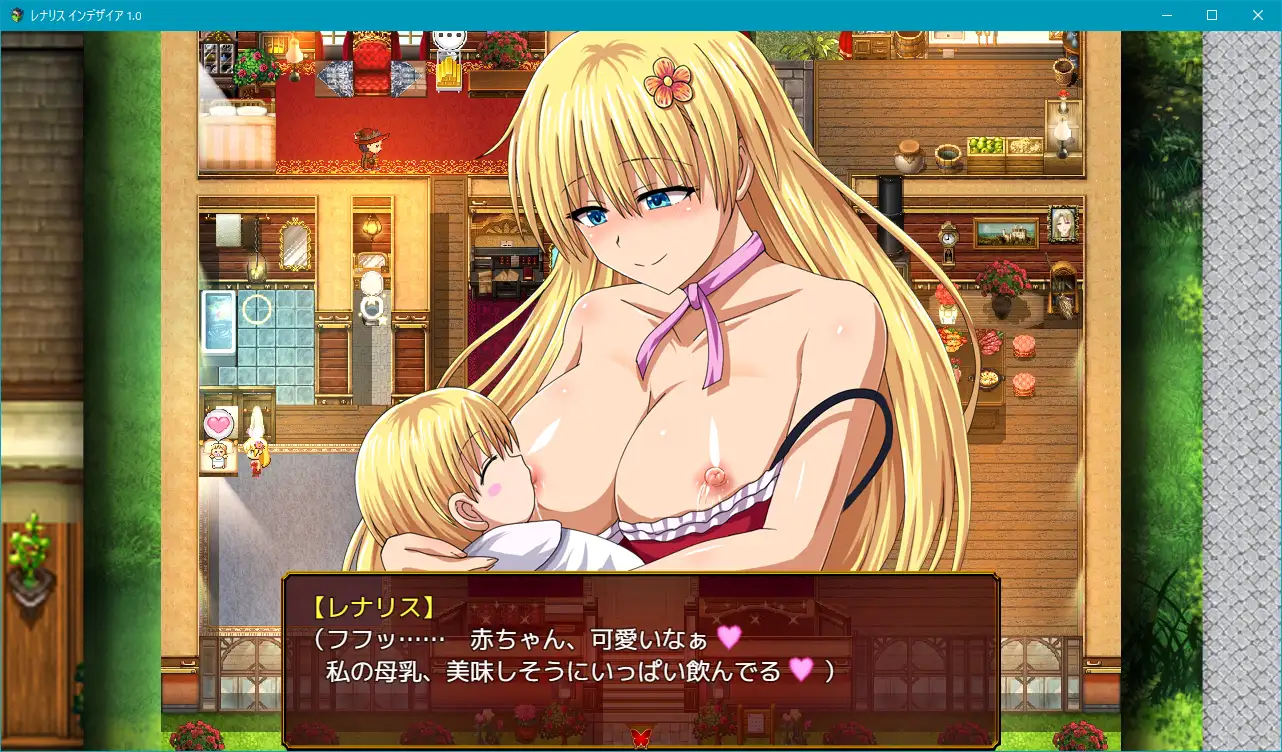 レナリス インデザイア 1.0
【レナリス】
（フフッ…… 赤ちゃん、可愛いなぁ💗
私の母乳、美味しそうにいっぱい飲んでる💗）